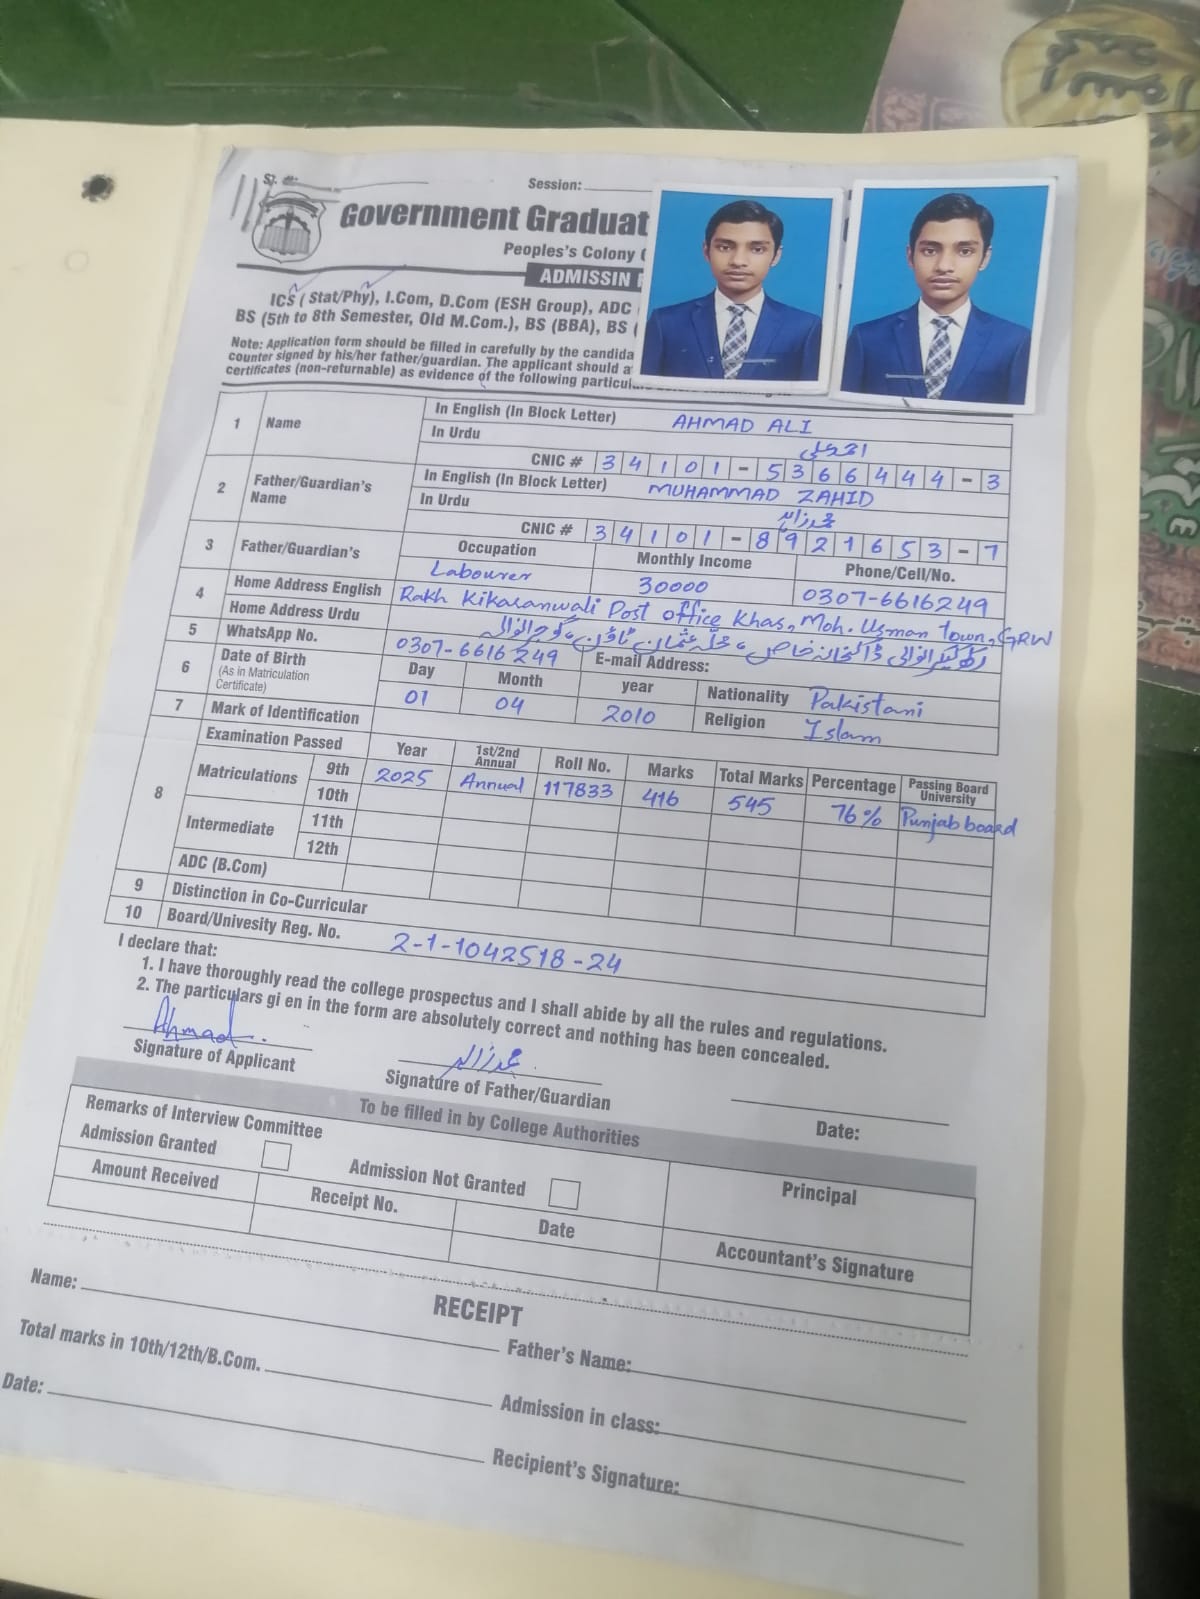 Session:
Government Graduat
Peoples's Colony
ADMISSIN
ICS (Stat/Phy), I.Com, D.Com (ESH Group), ADC
BS (5th to 8th Semester, Old M.Com.), BS (BBA), BS (
Note: Application form should be filled in carefully by the candida
counter signed by his/her father/guardian. The applicant should a
certificates (non-returnable) as evidence of the following particul
1 Name In English (In Block Letter) AHMAD ALI
In Urdu احمد علی
CNIC # 34101-5366444-3
2 Father/Guardian's Name In English (In Block Letter) MUHAMMAD ZAHID
In Urdu محمد زاہد
CNIC # 34101-8921653-7
3 Father/Guardian's Occupation Monthly Income Phone/Cell/No.
Labourer 30000 0307-6616249
4 Home Address English Rakh Kikaranwali Post office Khas, Moh. Usman Town, GRW
Home Address Urdu ڈاکخانہ خاص محلہ عثمان ٹاؤن گوجرانوالہ
5 WhatsApp No. 0307-6616249 E-mail Address:
6 Date of Birth Day Month year Nationality Pakistani
(As in Matriculation
Certificate) 01 04 2010 Religion Islam
7 Mark of Identification
8 Examination Passed Year 1st/2nd Annual Roll No. Marks Total Marks Percentage Passing Board University
Matriculations 9th 2025 Annual 117833 416 545 76% Punjab board
10th
Intermediate 11th
12th
ADC (B.Com)
9 Distinction in Co-Curricular
10 Board/Univesity Reg. No. 2-1-1042518-24
I declare that:
1. I have thoroughly read the college prospectus and I shall abide by all the rules and regulations.
2. The particulars gi en in the form are absolutely correct and nothing has been concealed.
Ahmad. محمد زاہد
Signature of Applicant Signature of Father/Guardian Date:
To be filled in by College Authorities
Remarks of Interview Committee
Admission Granted Admission Not Granted Principal
Amount Received Receipt No. Date Accountant's Signature
RECEIPT
Name: Father's Name:
Total marks in 10th/12th/B.Com. Admission in class:
Date: Recipient's Signature: